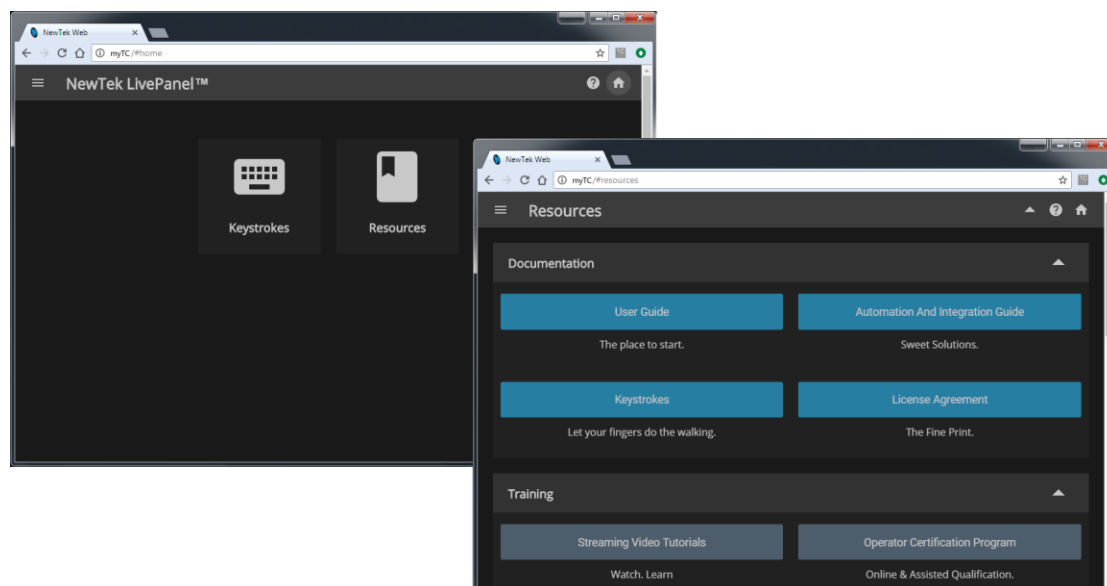 NewTek Web
myTC/#home
NewTek LivePanel™
Keystrokes
Resources
NewTek Web
myTC/#resources
Resources
Documentation
User Guide
Automation And Integration Guide
The place to start.
Sweet Solutions.
Keystrokes
License Agreement
Let your fingers do the walking.
The Fine Print.
Training
Streaming Video Tutorials
Operator Certification Program
Watch. Learn
Online & Assisted Qualification.